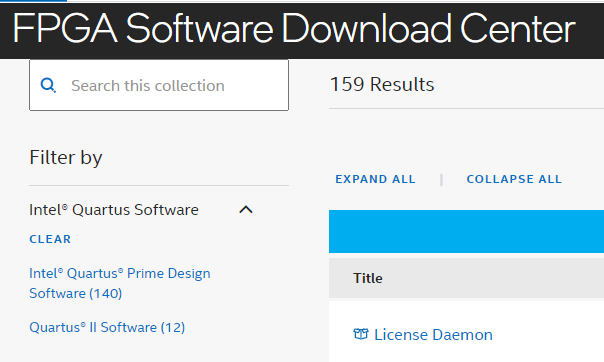 FPGA Software Download Center
Search this collection
159 Results
Filter by
EXPAND ALL | COLLAPSE ALL
Intel® Quartus Software
CLEAR
Intel® Quartus® Prime Design
Software (140)
Title
Quartus® II Software (12)
License Daemon